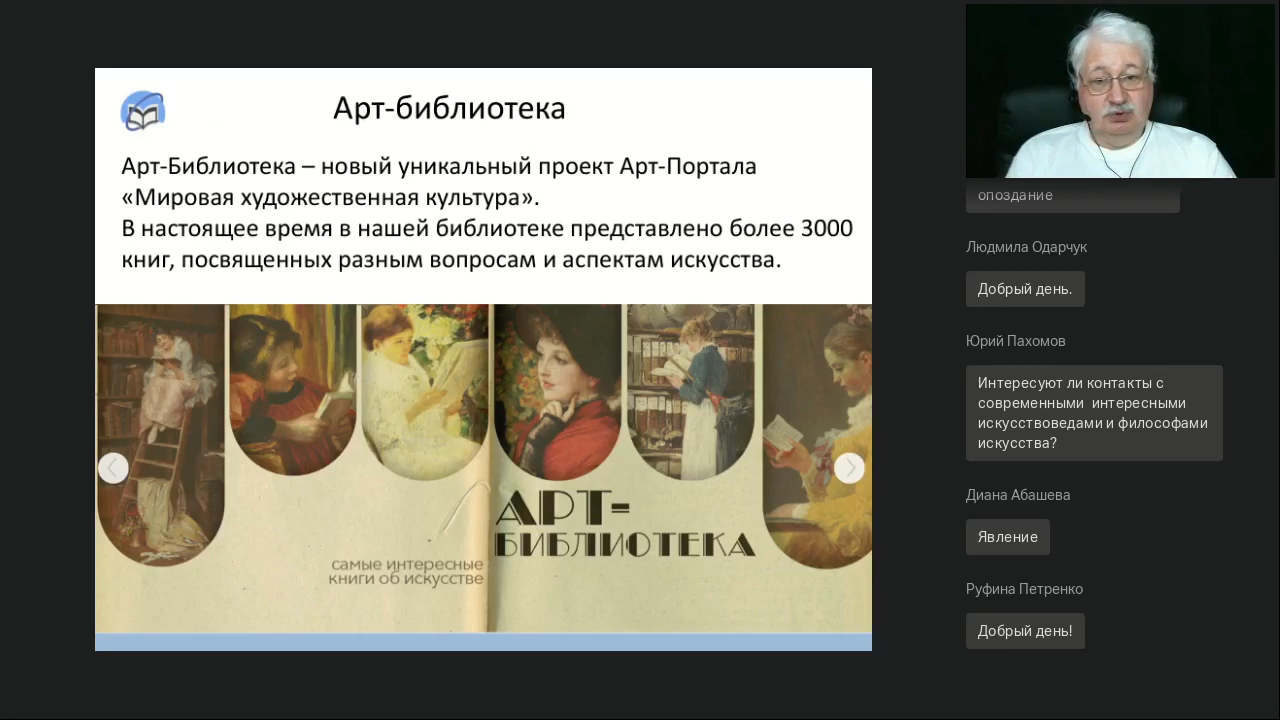 Арт-библиотека
Арт-Библиотека – новый уникальный проект Арт-Портала
«Мировая художественная культура».
В настоящее время в нашей библиотеке представлено более 3000
книг, посвященных разным вопросам и аспектам искусства.
АРТ-
БИБЛИОТЕКА
самые интересные
книги об искусстве
опоздание
Людмила Одарчук
Добрый день.
Юрий Пахомов
Интересуют ли контакты с
современными интересными
искусствоведами и философами
искусства?
Диана Абашева
Явление
Руфина Петренко
Добрый день!